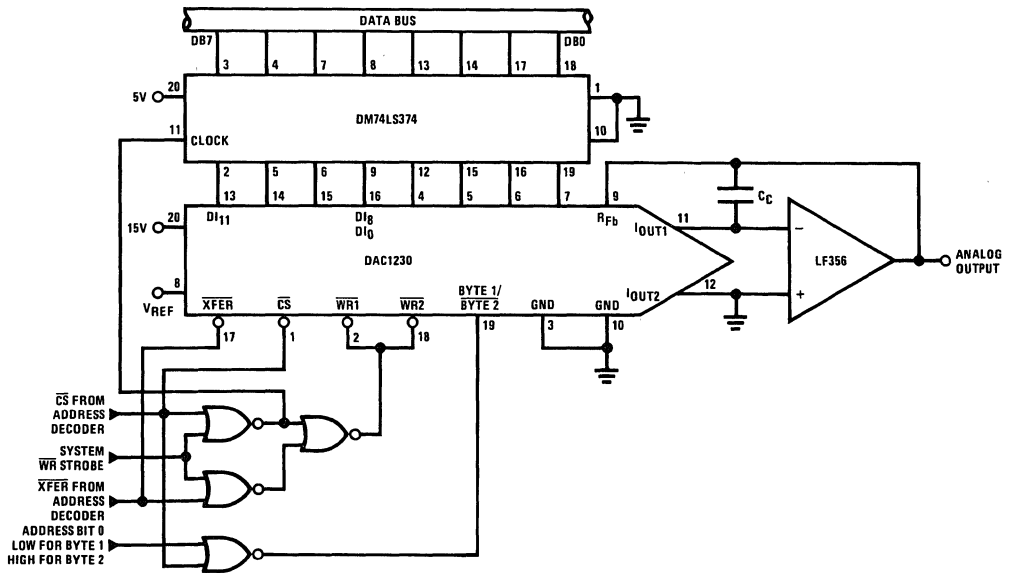 DATA BUS
DB7 DB0
3 4 7 8 13 14 17 18
5V 20 1
DM74LS374
11 CLOCK 10
2 5 6 9 12 15 16 19
13 14 15 16 4 5 6 7 9
DI11 DI8 RFb IOUT1 11
DI0
15V 20
CC
DAC1230
LF356
− +
ANALOG
OUTPUT
VREF 8
IOUT2 12
XFER CS WR1 WR2 BYTE 1/
BYTE 2
GND GND
17 1 2 18 19 3 10
CS FROM
ADDRESS
DECODER
SYSTEM
WR STROBE
XFER FROM
ADDRESS
DECODER
ADDRESS BIT 0
LOW FOR BYTE 1
HIGH FOR BYTE 2